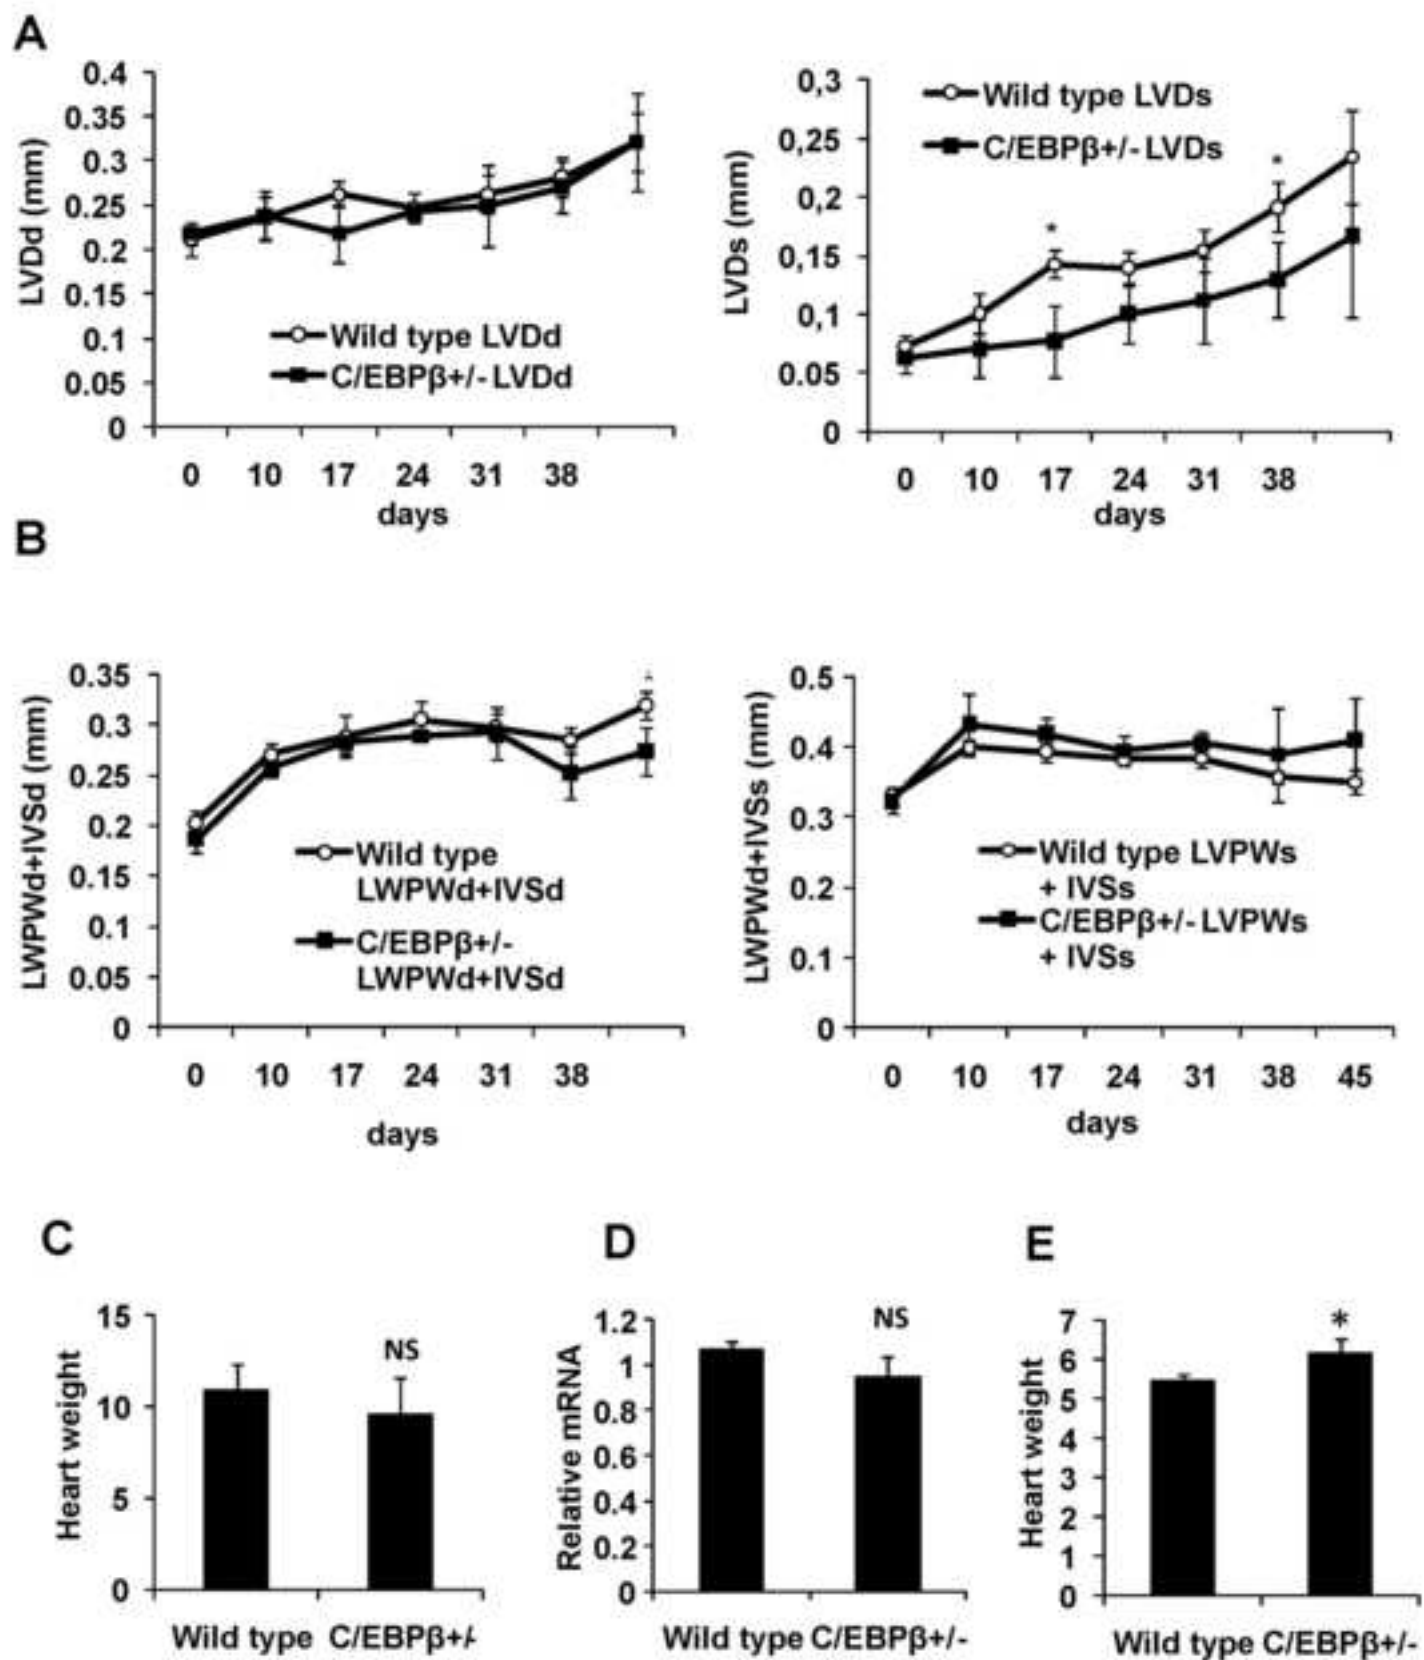 A
LVDd (mm)
0.4
0.35
0.3
0.25
0.2
0.15
0.1
0.05
0
Wild type LVDd
C/EBPβ+/- LVDd
0 10 17 24 31 38
days
LVDs (mm)
0,3
0,25
0,2
0,15
0,1
0.05
0
Wild type LVDs
C/EBPβ+/- LVDs
*
*
0 10 17 24 31 38
days
B
LWPWd+IVSd (mm)
0.35
0.3
0.25
0.2
0.15
0.1
0.05
0
Wild type
LWPWd+IVSd
C/EBPβ+/-
LWPWd+IVSd
0 10 17 24 31 38
days
LWPWd+IVSs (mm)
0.5
0.4
0.3
0.2
0.1
0
Wild type LVPWs
+ IVSs
C/EBPβ+/- LVPWs
+ IVSs
0 10 17 24 31 38 45
days
C
Heart weight
15
10
5
0
NS
Wild type C/EBPβ+/-
D
Relative mRNA
1.2
1
0.8
0.6
0.4
0.2
0
NS
Wild type C/EBPβ+/-
E
Heart weight
7
6
5
4
3
2
1
0
*
Wild type C/EBPβ+/-